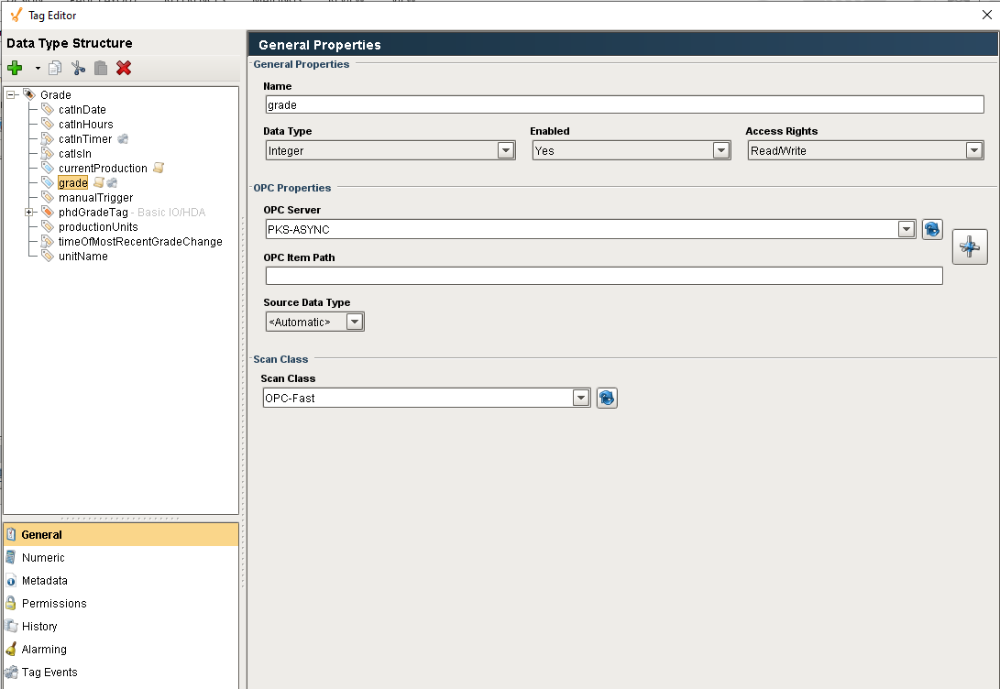 Tag Editor
Data Type Structure
Grade
catInDate
catInHours
catInTimer
catIsIn
currentProduction
grade
manualTrigger
phdGradeTag - Basic IO/HDA
productionUnits
timeOfMostRecentGradeChange
unitName
General
Numeric
Metadata
Permissions
History
Alarming
Tag Events
General Properties
General Properties
Name
grade
Data Type Enabled Access Rights
Integer Yes Read/Write
OPC Properties
OPC Server
PKS-ASYNC
OPC Item Path
Source Data Type
<Automatic>
Scan Class
Scan Class
OPC-Fast